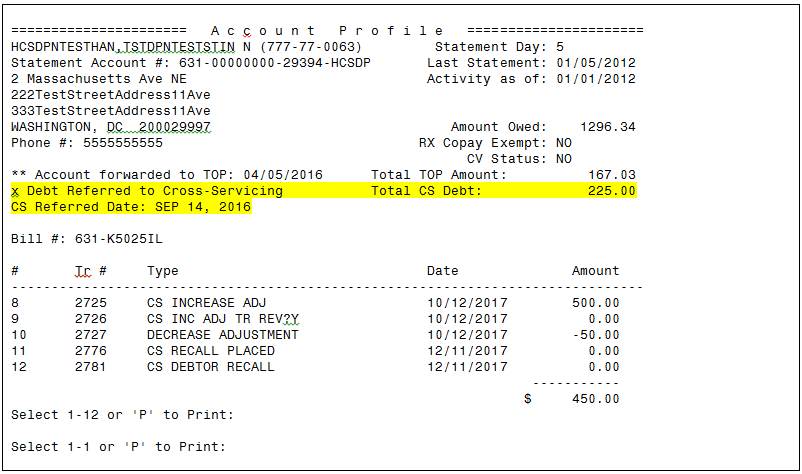 ====================== A c c o u n t   P r o f i l e ======================
HCSDPNTESTHAN,TSTDPNTESTSTIN N (777-77-0063) Statement Day: 5
Statement Account #: 631-00000000-29394-HCSDP Last Statement: 01/05/2012
2 Massachusetts Ave NE Activity as of: 01/01/2012
222TestStreetAddress11Ave
333TestStreetAddress11Ave
WASHINGTON, DC  200029997 Amount Owed: 1296.34
Phone #: 5555555555 RX Copay Exempt: NO
CV Status: NO
** Account forwarded to TOP: 04/05/2016 Total TOP Amount: 167.03
x Debt Referred to Cross-Servicing Total CS Debt: 225.00
CS Referred Date: SEP 14, 2016
Bill #: 631-K5025IL
# Tr # Type Date Amount
-------------------------------------------------------------------------------
8 2725 CS INCREASE ADJ 10/12/2017 500.00
9 2726 CS INC ADJ TR REV?Y 10/12/2017 0.00
10 2727 DECREASE ADJUSTMENT 10/12/2017 -50.00
11 2776 CS RECALL PLACED 12/11/2017 0.00
12 2781 CS DEBTOR RECALL 12/11/2017 0.00
-----------
$ 450.00
Select 1-12 or 'P' to Print:
Select 1-1 or 'P' to Print: